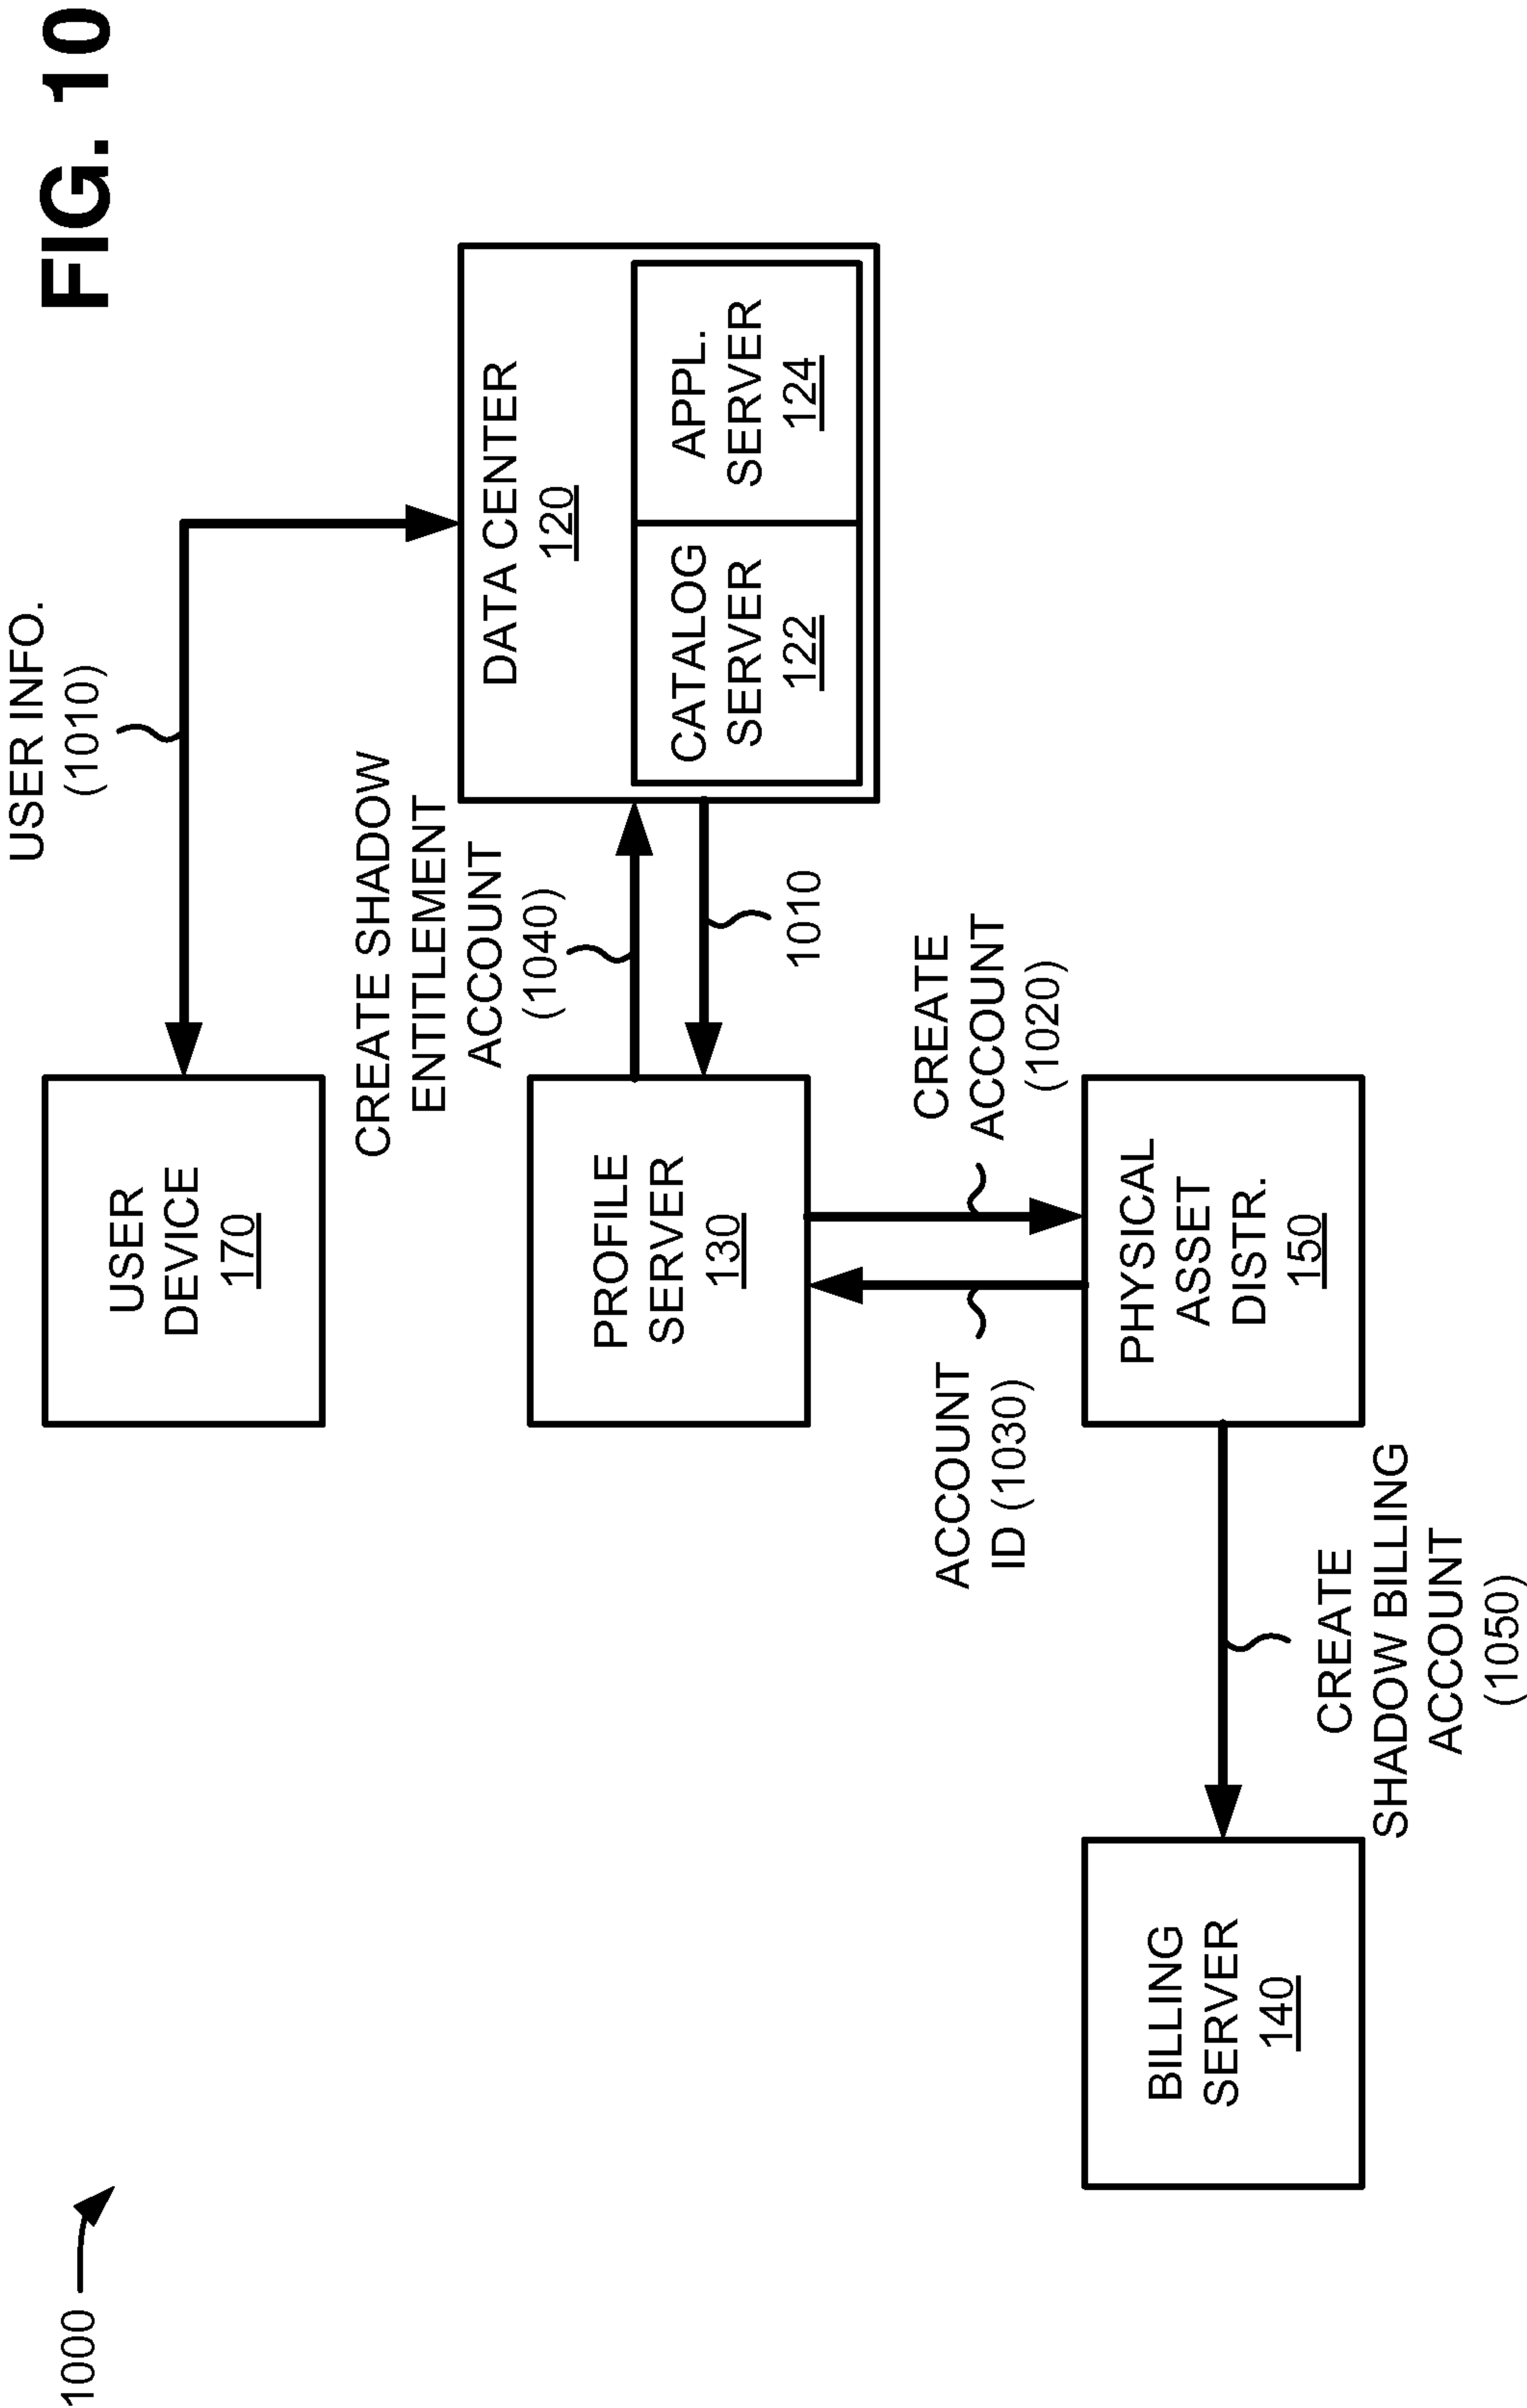 FIG. 10
1000
USER INFO.
(1010)
USER
DEVICE
170
CREATE SHADOW
ENTITLEMENT
ACCOUNT
(1040)
DATA CENTER
120
CATALOG
SERVER
122
APPL.
SERVER
124
PROFILE
SERVER
130
1010
ACCOUNT
ID (1030)
CREATE
ACCOUNT
(1020)
BILLING
SERVER
140
PHYSICAL
ASSET
DISTR.
150
CREATE
SHADOW BILLING
ACCOUNT
(1050)